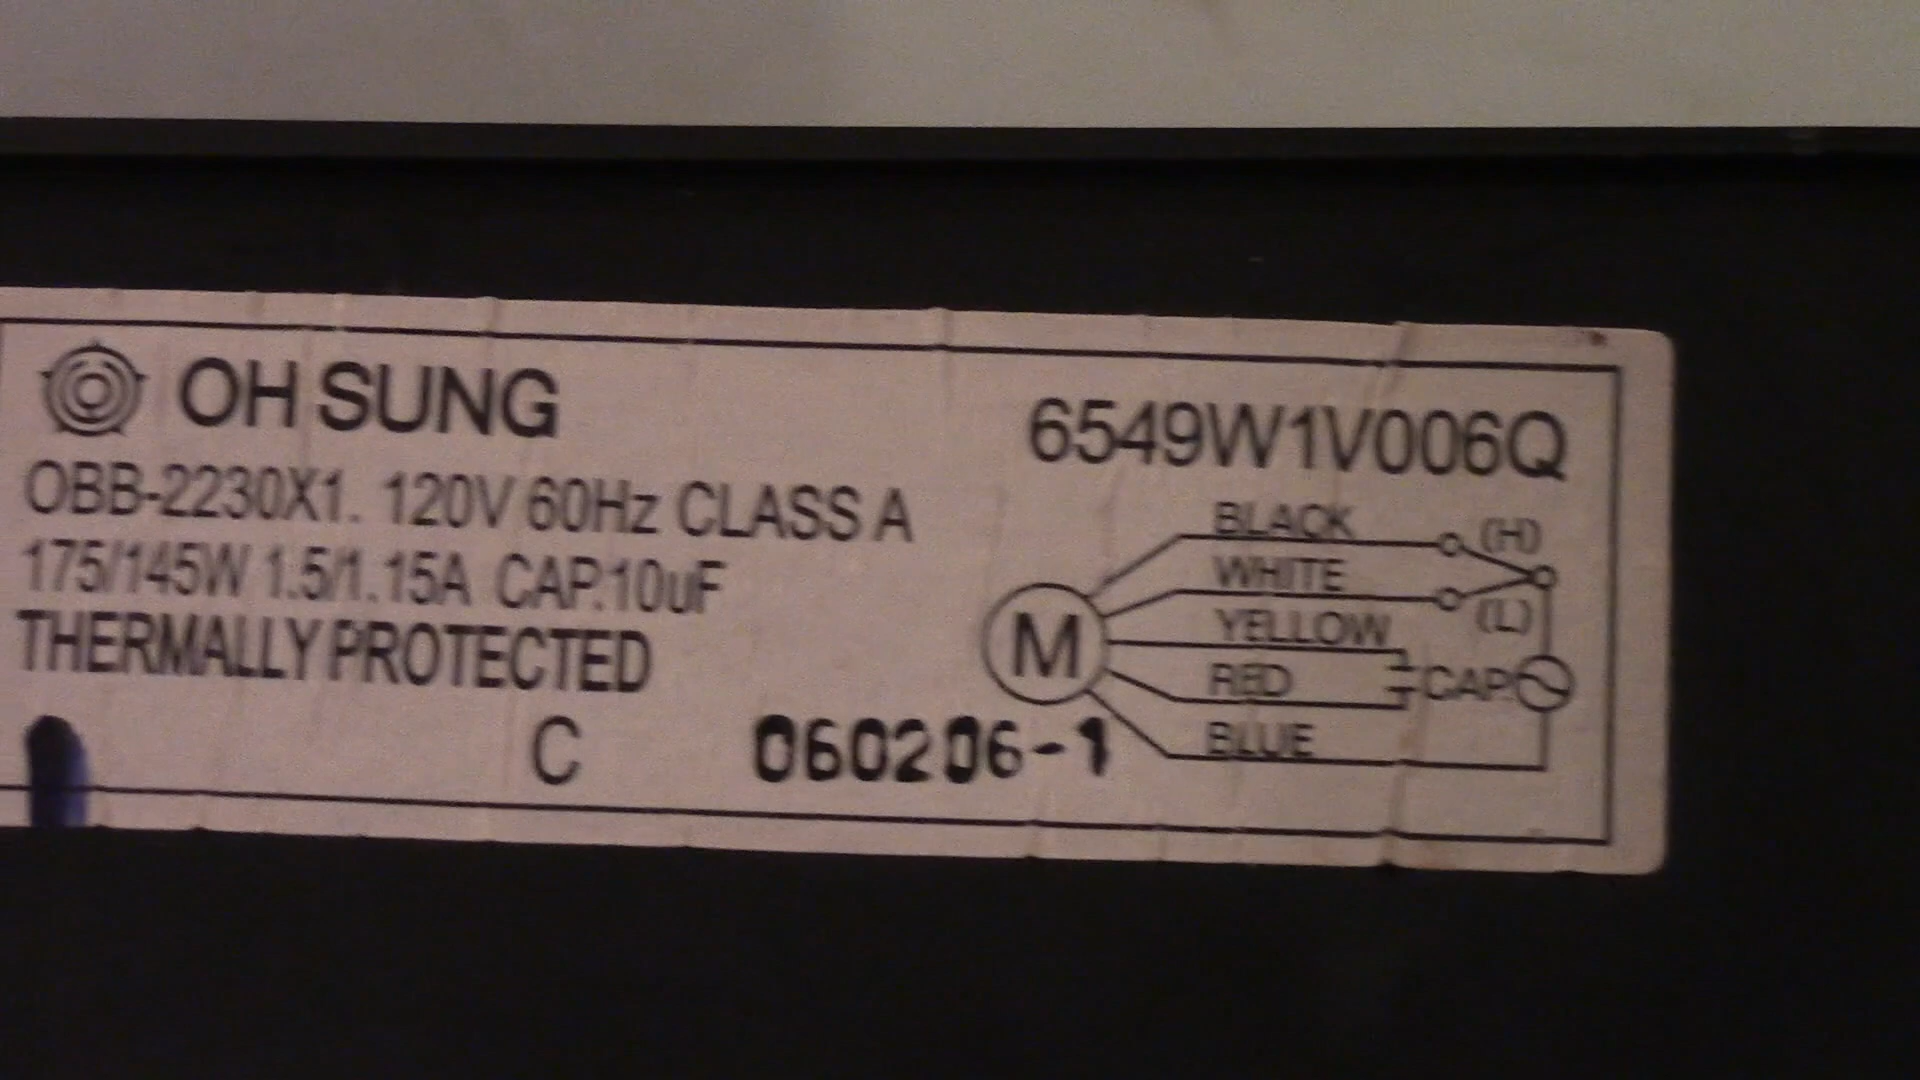 OH SUNG
6549W1V006Q
OBB-2230X1. 120V 60Hz CLASS A
175/145W 1.5/1.15A CAP.10uF
THERMALLY PROTECTED
C 060206-1
BLACK (H)
WHITE
(L)
YELLOW
M
RED CAP.
BLUE